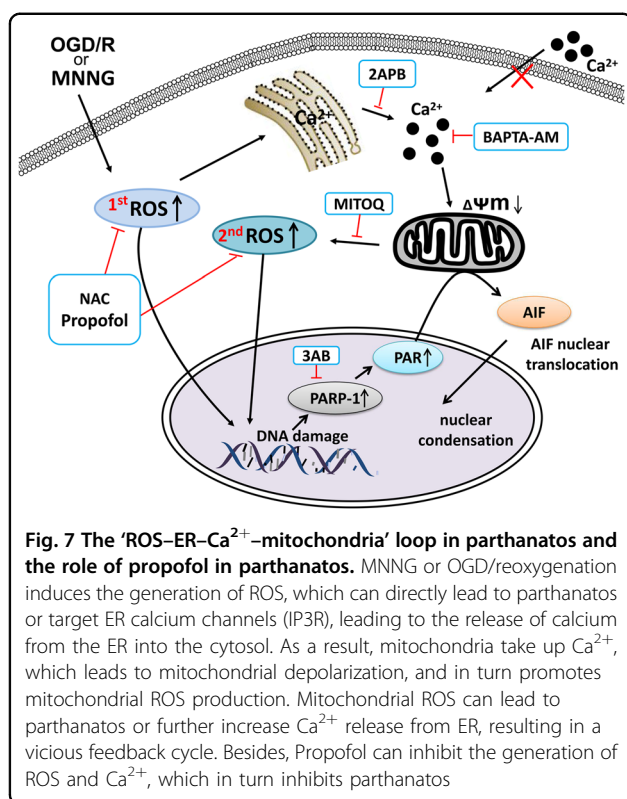 OGD/R
or
MNNG
Ca²⁺
2APB
Ca²⁺
Ca²⁺
BAPTA-AM
ΔΨm↓
MITOQ
1st ROS↑
2nd ROS↑
NAC
Propofol
AIF
AIF nuclear
translocation
3AB
PAR↑
PARP-1↑
nuclear
condensation
DNA damage
Fig. 7 The ‘ROS–ER–Ca²⁺–mitochondria’ loop in parthanatos and
the role of propofol in parthanatos. MNNG or OGD/reoxygenation
induces the generation of ROS, which can directly lead to parthanatos
or target ER calcium channels (IP3R), leading to the release of calcium
from the ER into the cytosol. As a result, mitochondria take up Ca²⁺,
which leads to mitochondrial depolarization, and in turn promotes
mitochondrial ROS production. Mitochondrial ROS can lead to
parthanatos or further increase Ca²⁺ release from ER, resulting in a
vicious feedback cycle. Besides, Propofol can inhibit the generation of
ROS and Ca²⁺, which in turn inhibits parthanatos